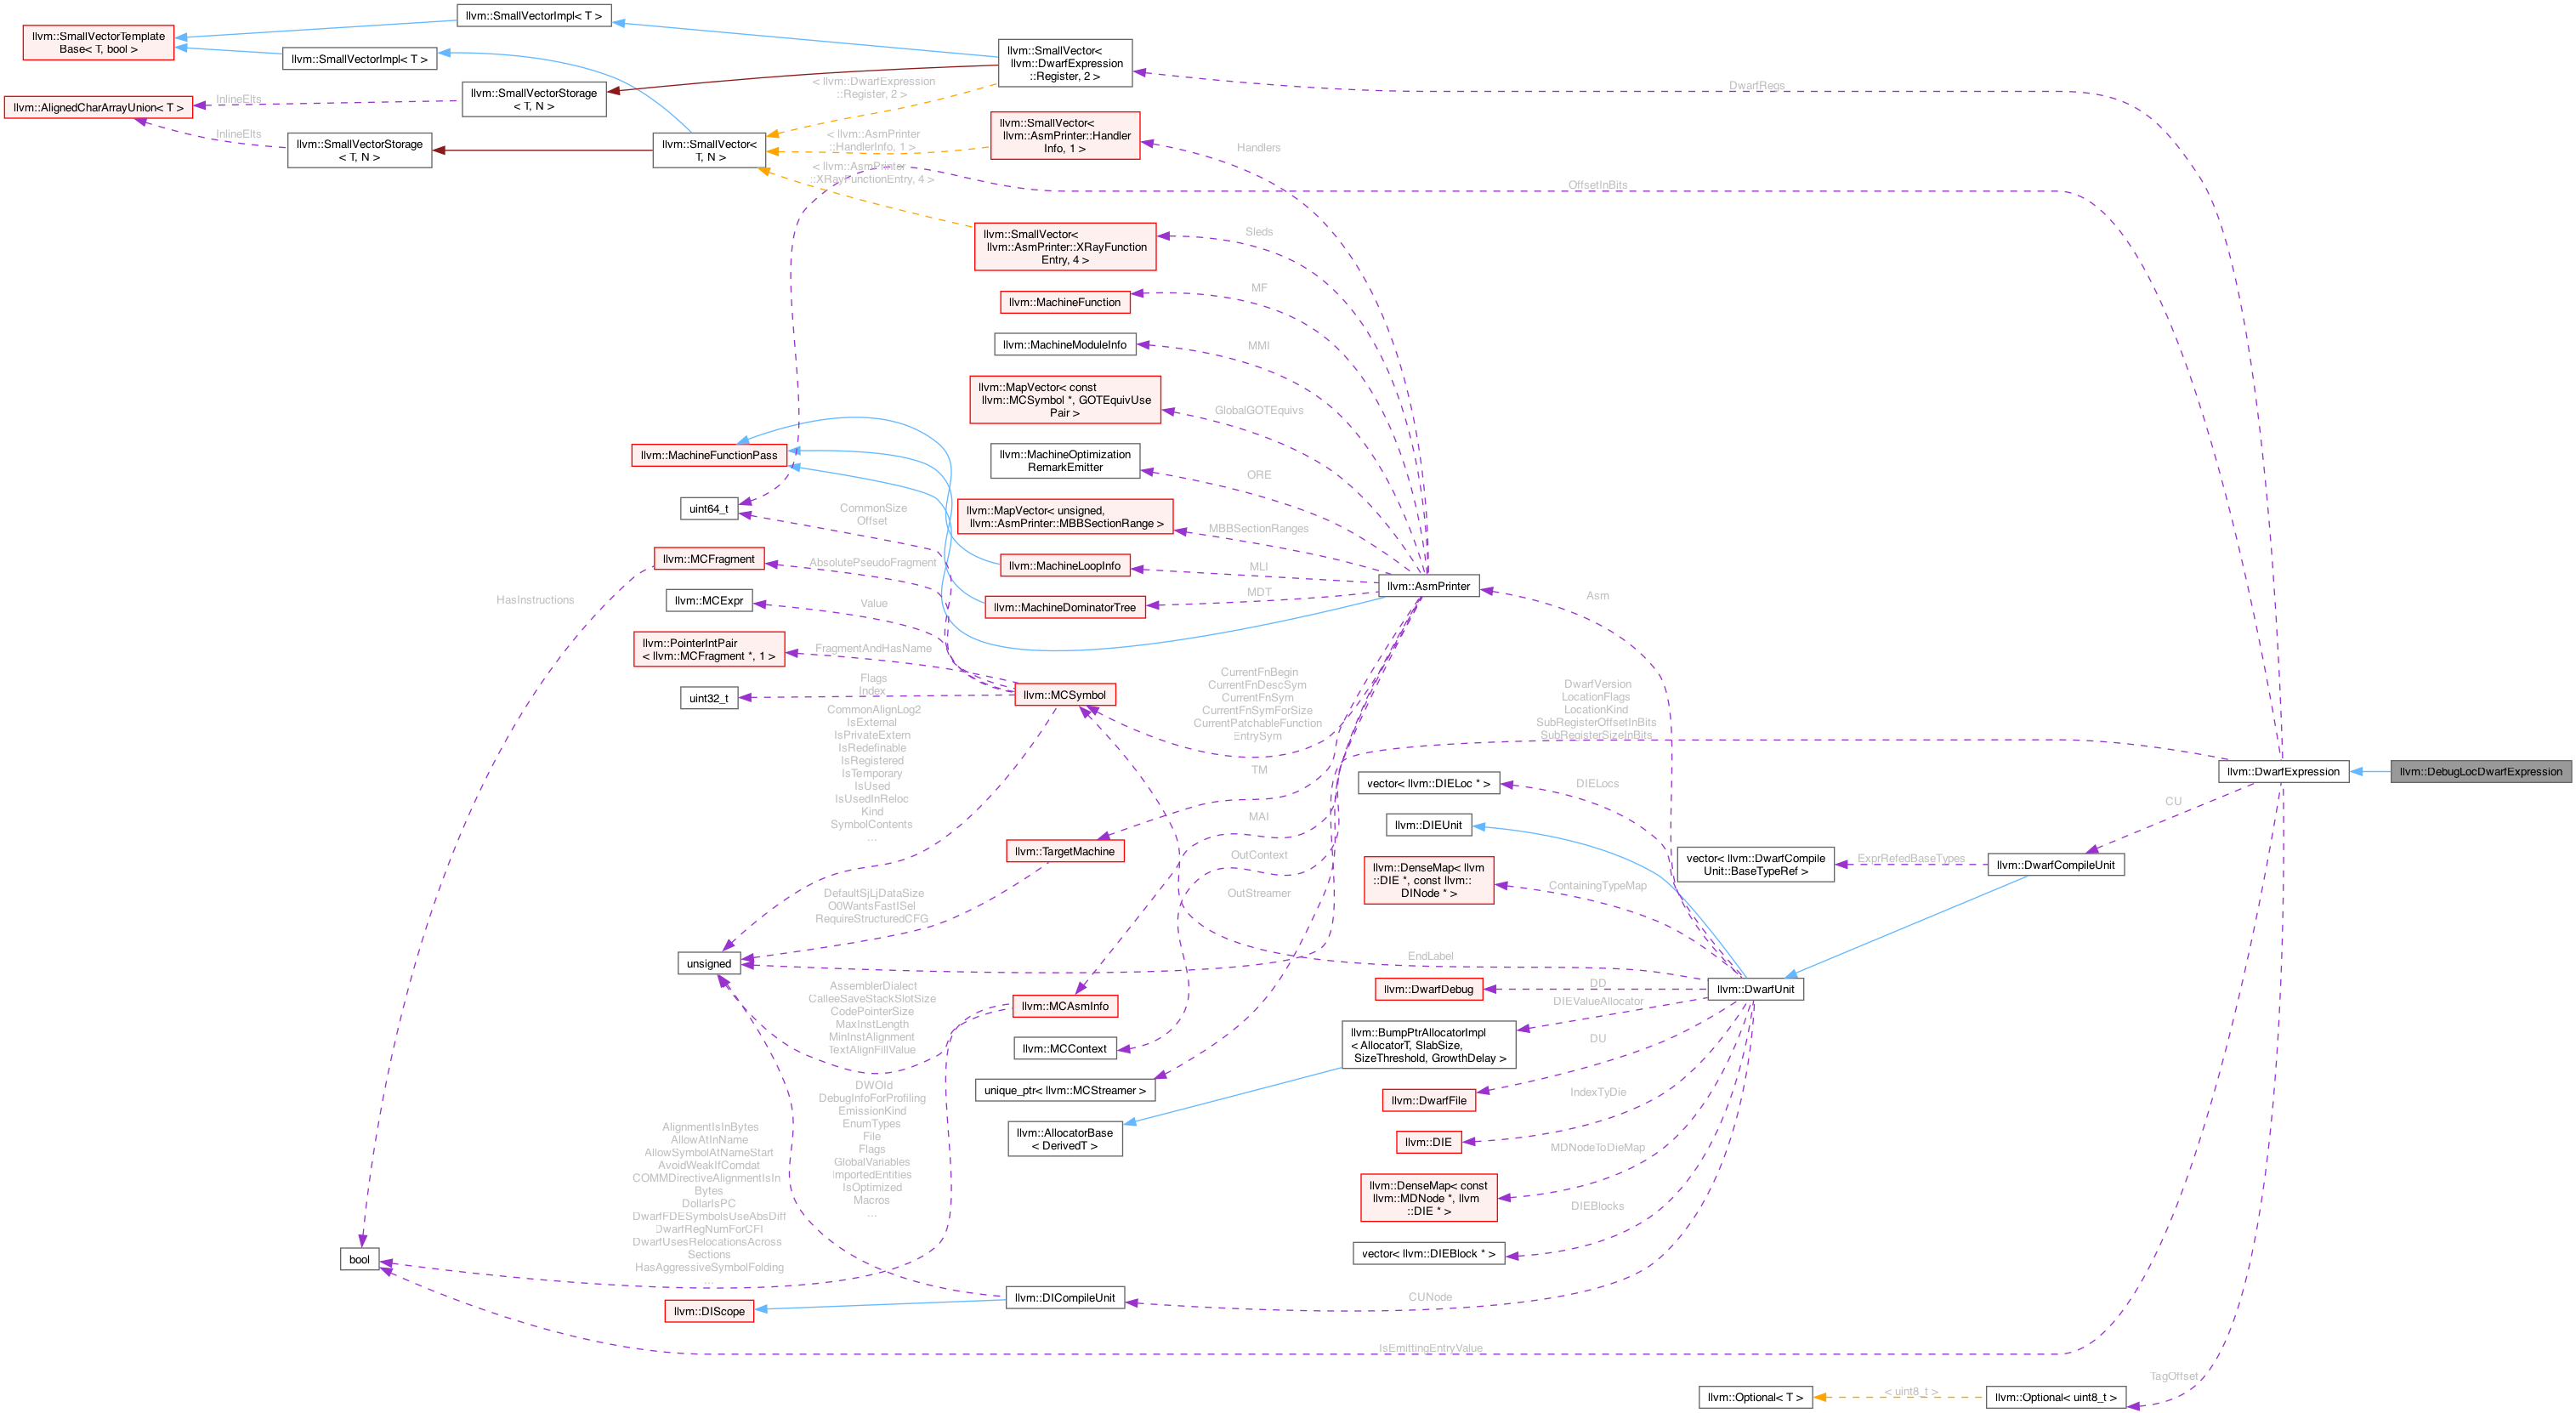 llvm::SmallVectorImpl< T >
llvm::SmallVectorTemplate
Base< T, bool >
llvm::SmallVectorImpl< T >
llvm::SmallVector<
llvm::DwarfExpression
::Register, 2 >
< llvm::DwarfExpression
::Register, 2 >
DwarfRegs
llvm::AlignedCharArrayUnion< T >
InlineElts
llvm::SmallVectorStorage
< T, N >
InlineElts
llvm::SmallVectorStorage
< T, N >
llvm::SmallVector<
T, N >
< llvm::AsmPrinter
::HandlerInfo, 1 >
llvm::SmallVector<
llvm::AsmPrinter::Handler
Info, 1 >
Handlers
< llvm::AsmPrinter
::XRayFunctionEntry, 4 >
OffsetInBits
llvm::SmallVector<
llvm::AsmPrinter::XRayFunction
Entry, 4 >
Sleds
llvm::MachineFunction
MF
llvm::MachineModuleInfo
MMI
llvm::MapVector< const
llvm::MCSymbol *, GOTEquivUse
Pair >
GlobalGOTEquivs
llvm::MachineFunctionPass
llvm::MachineOptimization
RemarkEmitter
ORE
uint64_t
CommonSize
Offset
llvm::MapVector< unsigned,
llvm::AsmPrinter::MBBSectionRange >
MBBSectionRanges
llvm::MCFragment
AbsolutePseudoFragment
llvm::MachineLoopInfo
MLI
llvm::AsmPrinter
HasInstructions
llvm::MCExpr
Value
llvm::MachineDominatorTree
MDT
Asm
llvm::PointerIntPair
< llvm::MCFragment *, 1 >
FragmentAndHasName
uint32_t
Flags
Index
llvm::MCSymbol
CurrentFnBegin
CurrentFnDescSym
CurrentFnSym
CurrentFnSymForSize
CurrentPatchableFunction
EntrySym
DwarfVersion
LocationFlags
LocationKind
SubRegisterOffsetInBits
SubRegisterSizeInBits
CommonAlignLog2
IsExternal
IsPrivateExtern
IsRedefinable
IsRegistered
IsTemporary
IsUsed
IsUsedInReloc
Kind
SymbolContents
...
TM
vector< llvm::DIELoc * >
DIELocs
llvm::DwarfExpression
llvm::DebugLocDwarfExpression
CU
MAI
llvm::DIEUnit
llvm::TargetMachine
OutContext
llvm::DenseMap< llvm
::DIE *, const llvm::
DINode * >
ContainingTypeMap
vector< llvm::DwarfCompile
Unit::BaseTypeRef >
ExprRefedBaseTypes
llvm::DwarfCompileUnit
DefaultSjLjDataSize
O0WantsFastISel
RequireStructuredCFG
OutStreamer
unsigned
EndLabel
llvm::DwarfDebug
DD
llvm::DwarfUnit
AssemblerDialect
CalleeSaveStackSlotSize
CodePointerSize
MaxInstLength
MinInstAlignment
TextAlignFillValue
llvm::MCAsmInfo
DIEValueAllocator
llvm::MCContext
llvm::BumpPtrAllocatorImpl
< AllocatorT, SlabSize,
SizeThreshold, GrowthDelay >
DU
unique_ptr< llvm::MCStreamer >
llvm::DwarfFile
IndexTyDie
DWOId
DebugInfoForProfiling
EmissionKind
EnumTypes
File
Flags
GlobalVariables
ImportedEntities
IsOptimized
Macros
...
llvm::AllocatorBase
< DerivedT >
llvm::DIE
MDNodeToDieMap
AlignmentIsInBytes
AllowAtInName
AllowSymbolAtNameStart
AvoidWeakIfComdat
COMMDirectiveAlignmentIsIn
Bytes
DollarIsPC
DwarfFDESymbolsUseAbsDiff
DwarfRegNumForCFI
DwarfUsesRelocationsAcross
Sections
HasAggressiveSymbolFolding
...
llvm::DenseMap< const
llvm::MDNode *, llvm
::DIE * >
DIEBlocks
bool
vector< llvm::DIEBlock * >
llvm::DIScope
llvm::DICompileUnit
CUNode
IsEmittingEntryValue
TagOffset
llvm::Optional< T >
< uint8_t >
llvm::Optional< uint8_t >